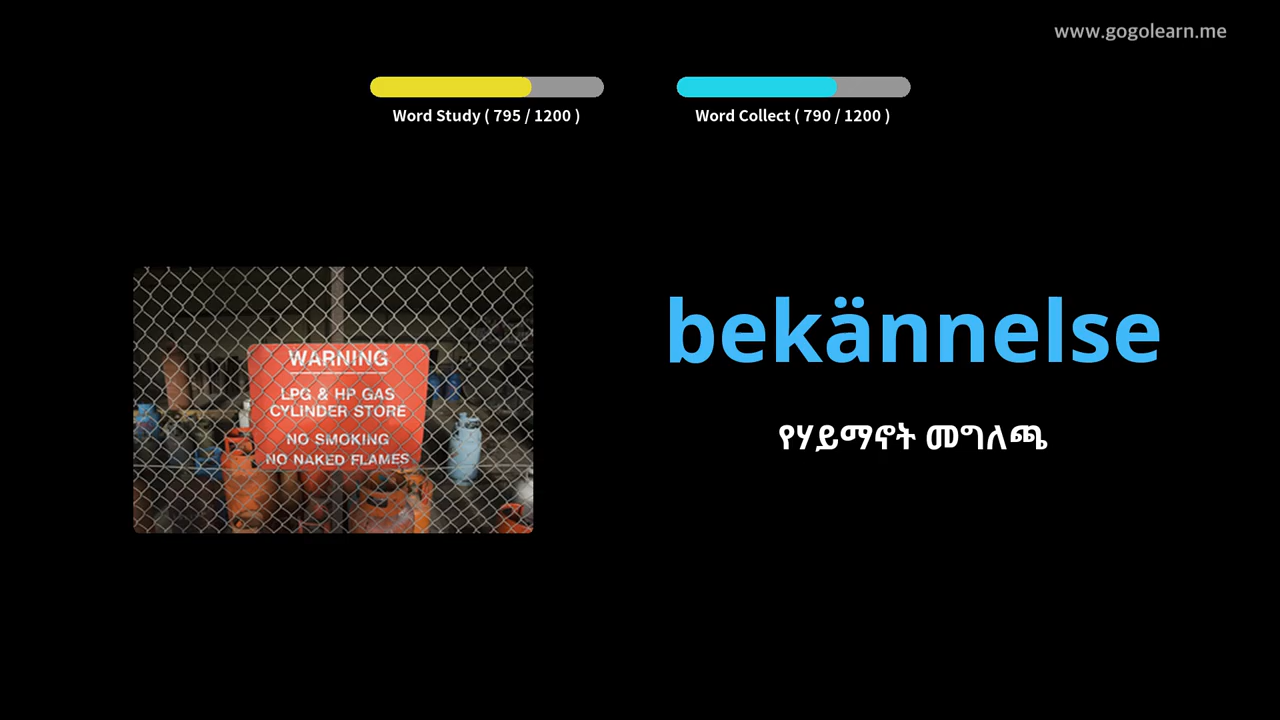 www.gogolearn.me
Word Study ( 795 / 1200 )
Word Collect ( 790 / 1200 )
WARNING
LPG & HP GAS
CYLINDER STORE
NO SMOKING
NO NAKED FLAMES
bekännelse
የሃይማኖት መግለጫ